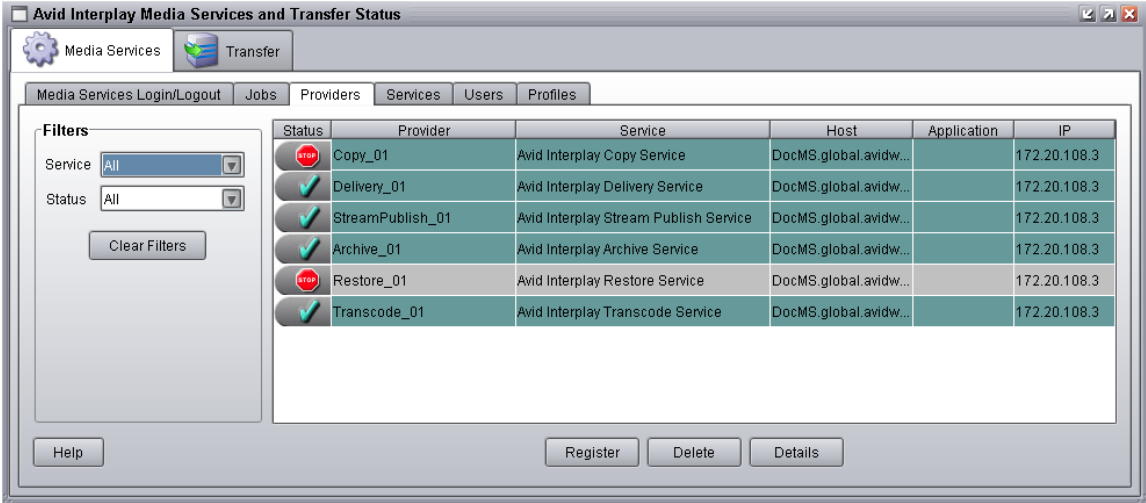 Avid Interplay Media Services and Transfer Status
Media Services Transfer
Media Services Login/Logout Jobs Providers Services Users Profiles
Filters
Service All
Status All
Clear Filters
Status Provider Service Host Application IP
STOP Copy_01 Avid Interplay Copy Service DocMS.global.avidw... 172.20.108.3
Delivery_01 Avid Interplay Delivery Service DocMS.global.avidw... 172.20.108.3
StreamPublish_01 Avid Interplay Stream Publish Service DocMS.global.avidw... 172.20.108.3
Archive_01 Avid Interplay Archive Service DocMS.global.avidw... 172.20.108.3
STOP Restore_01 Avid Interplay Restore Service DocMS.global.avidw... 172.20.108.3
Transcode_01 Avid Interplay Transcode Service DocMS.global.avidw... 172.20.108.3
Help Register Delete Details